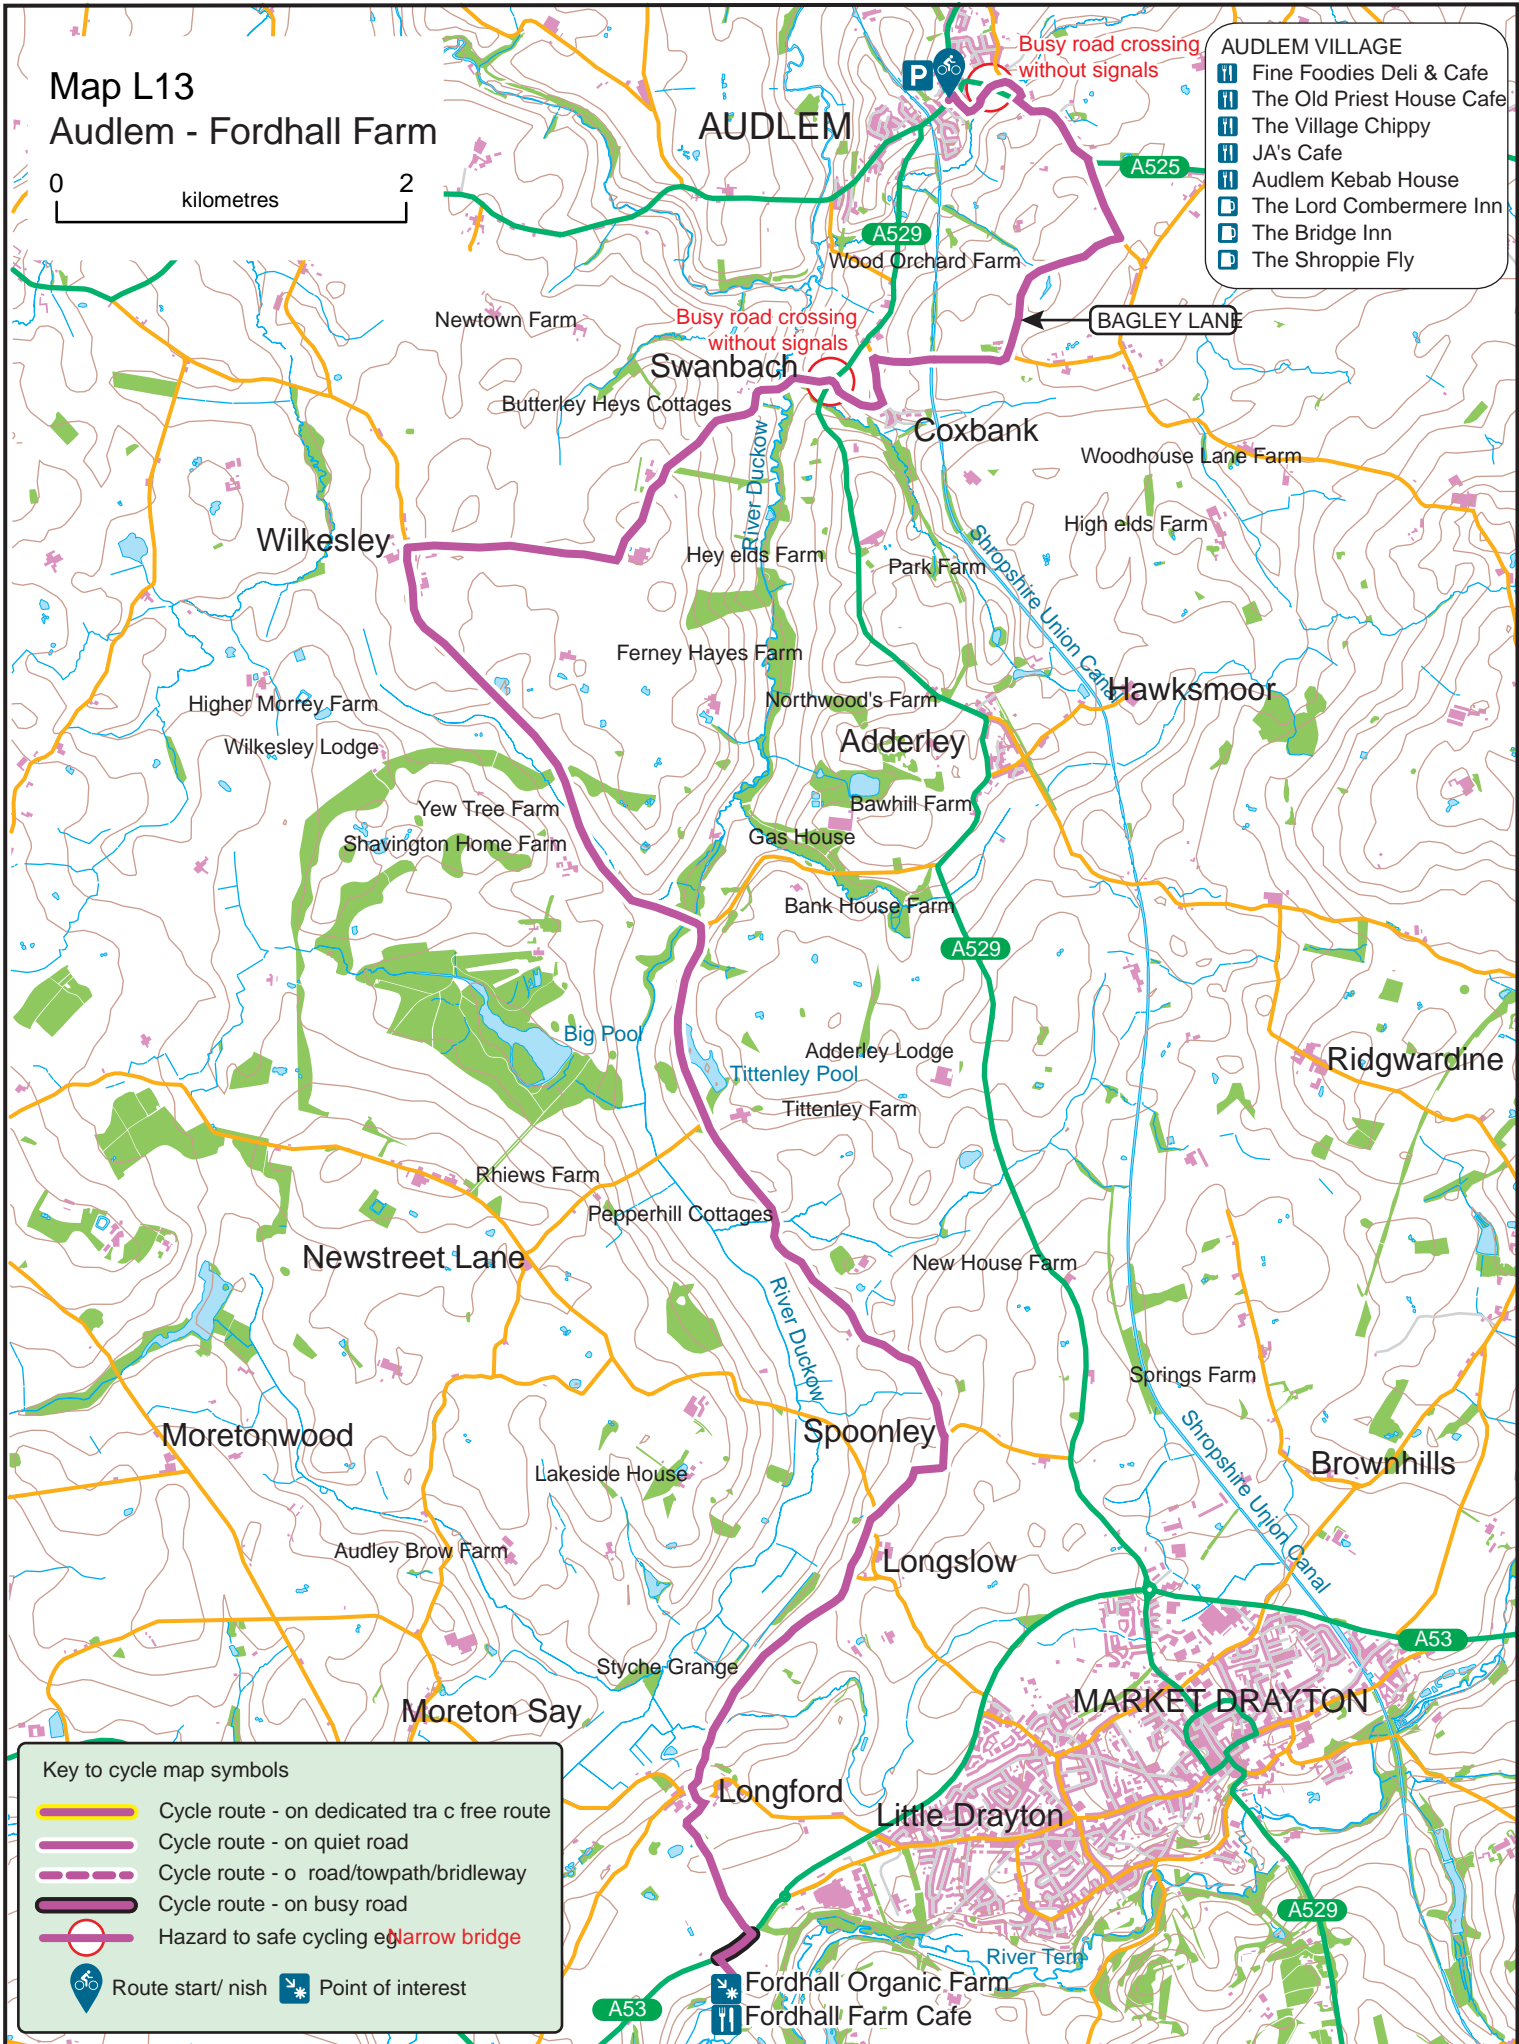 Map L13
Audlem - Fordhall Farm
0
2
kilometres
Busy road crossing
without signals
P
AUDLEM
A525
AUDLEM VILLAGE
Fine Foodies Deli & Cafe
The Old Priest House Cafe
The Village Chippy
JA's Cafe
Audlem Kebab House
The Lord Combermere Inn
The Bridge Inn
The Shroppie Fly
A529
Wood Orchard Farm
Newtown Farm
Busy road crossing
without signals
BAGLEY LANE
Swanbach
Butterley Heys Cottages
Coxbank
River Duckow
Woodhouse Lane Farm
High elds Farm
Wilkesley
Hey elds Farm
Park Farm
Shropshire Union Canal
Ferney Hayes Farm
Hawksmoor
Higher Morrey Farm
Northwood's Farm
Wilkesley Lodge
Adderley
Yew Tree Farm
Bawhill Farm
Shavington Home Farm
Gas House
Bank House Farm
A529
Big Pool
Adderley Lodge
Ridgwardine
Tittenley Pool
Tittenley Farm
Rhiews Farm
Pepperhill Cottages
Newstreet Lane
New House Farm
River Duckow
Springs Farm
Moretonwood
Spoonley
Shropshire Union Canal
Brownhills
Lakeside House
Audley Brow Farm
Longslow
A53
Styche Grange
Moreton Say
MARKET DRAYTON
Longford
Little Drayton
Key to cycle map symbols
Cycle route - on dedicated tra c free route
Cycle route - on quiet road
Cycle route - o road/towpath/bridleway
Cycle route - on busy road
Hazard to safe cycling eg Narrow bridge
Route start/ nish
Point of interest
A529
River Tern
Fordhall Organic Farm
A53
Fordhall Farm Cafe